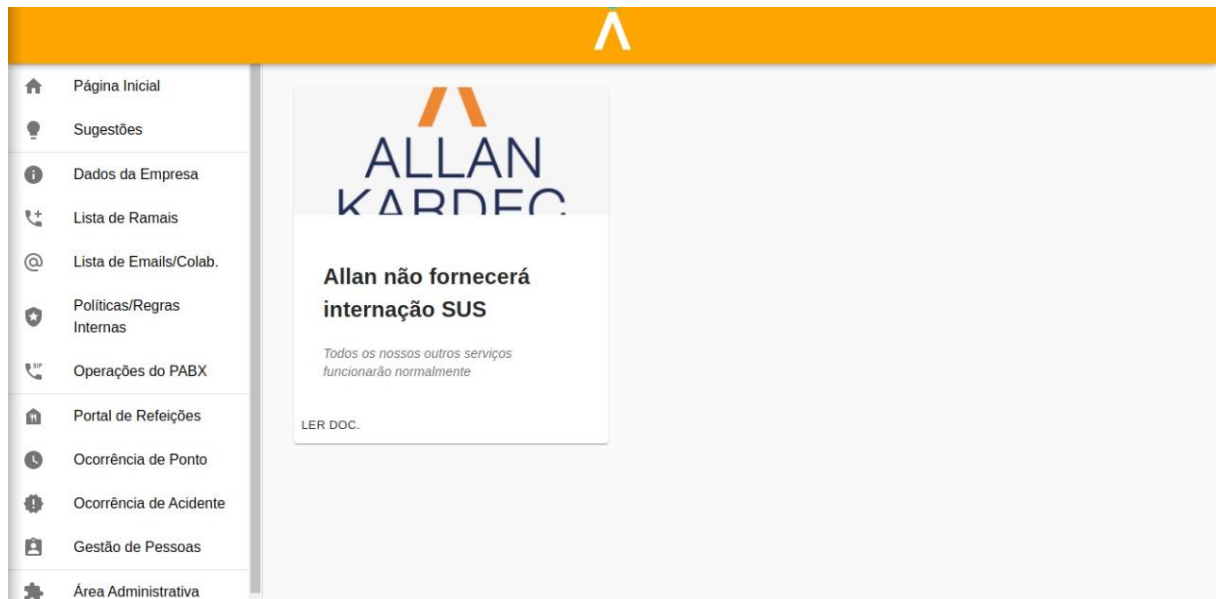 Página Inicial
Sugestões
Dados da Empresa
Lista de Ramais
Lista de Emails/Colab.
Políticas/Regras
Internas
Operações do PABX
Portal de Refeições
Ocorrência de Ponto
Ocorrência de Acidente
Gestão de Pessoas
Área Administrativa
ALLAN
KARDEC
Allan não fornecerá
internação SUS
Todos os nossos outros serviços
funcionarão normalmente
LER DOC.